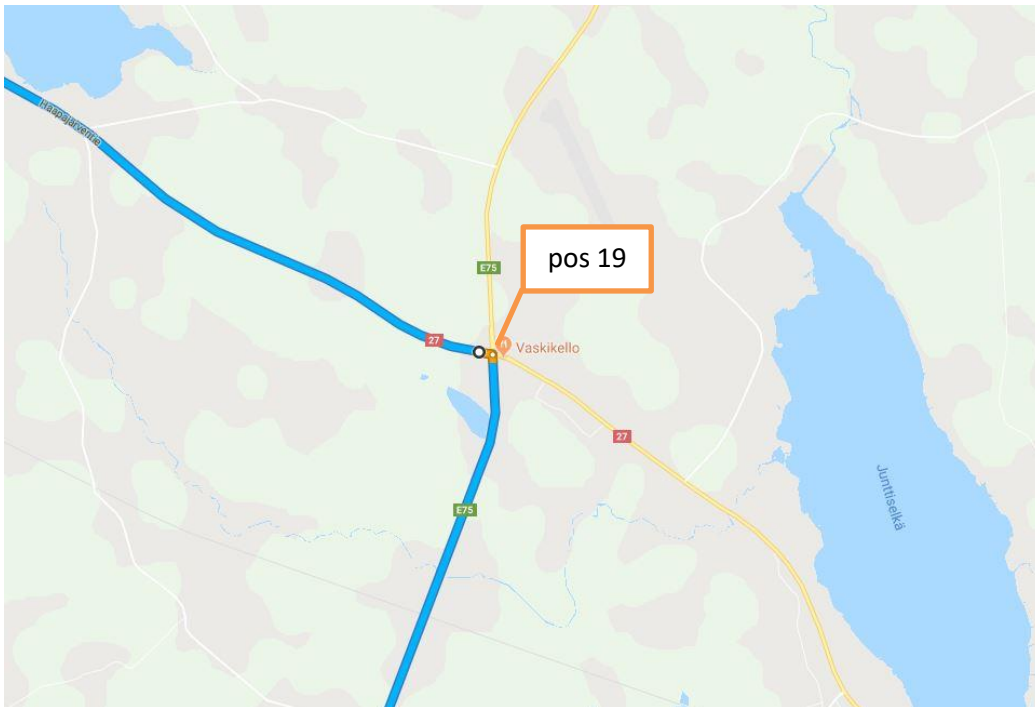 Haapajärventie
pos 19
E75
27
Vaskikello
27
Junttiselkä
E75